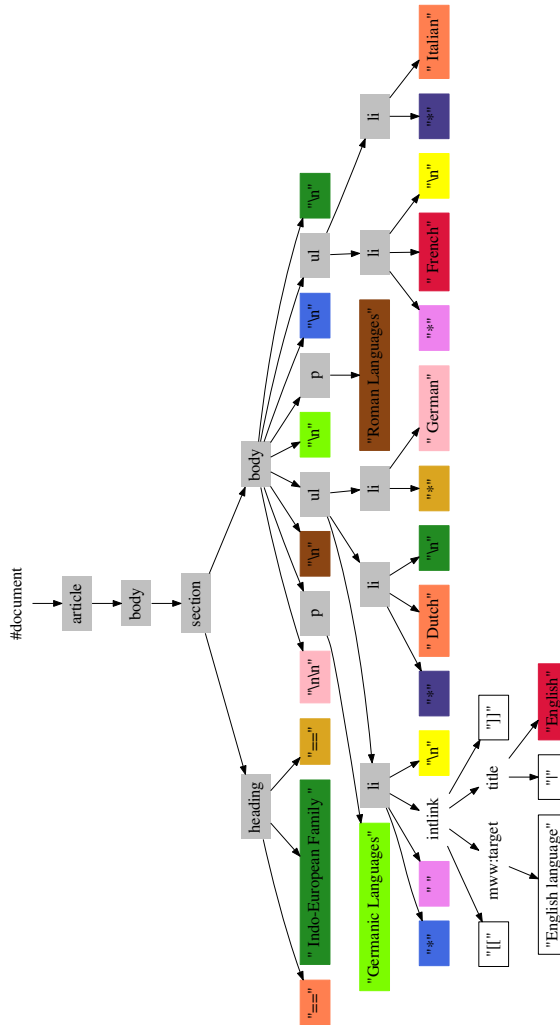 #document
article
body
section
heading
body
"=="
" Indo-European Family "
"=="
"\n\n"
p
"\n"
ul
"\n"
p
"\n"
ul
"\n"
"Germanic Languages"
li
li
li
"Roman Languages"
li
li
"*"
" "
intlink
"\n"
"*"
" Dutch"
"\n"
"*"
" German"
"*"
" French"
"\n"
"*"
" Italian"
"[["
mww:target
title
"]]"
"English language"
"|"
"English"